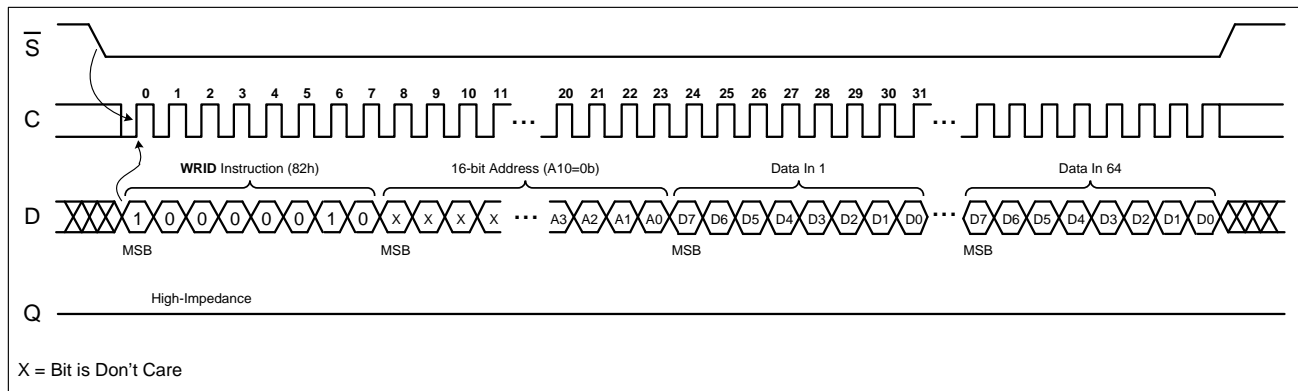 S
C
0 1 2 3 4 5 6 7 8 9 10 11 20 21 22 23 24 25 26 27 28 29 30 31
... ...
WRID Instruction (82h) 16-bit Address (A10=0b) Data In 1 Data In 64
D
1 0 0 0 0 0 1 0 X X X X ... A3 A2 A1 A0 D7 D6 D5 D4 D3 D2 D1 D0 ... D7 D6 D5 D4 D3 D2 D1 D0
MSB MSB MSB MSB
High-Impedance
Q
X = Bit is Don't Care